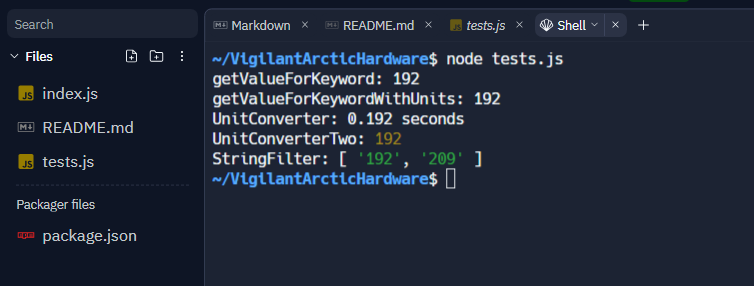 Search
Markdown × README.md × tests.js × Shell ×
Files
index.js
README.md
tests.js
Packager files
package.json
~/VigilantArcticHardware$ node tests.js
getValueForKeyword: 192
getValueForKeywordWithUnits: 192
UnitConverter: 0.192 seconds
UnitConverterTwo: 192
StringFilter: [ '192', '209' ]
~/VigilantArcticHardware$